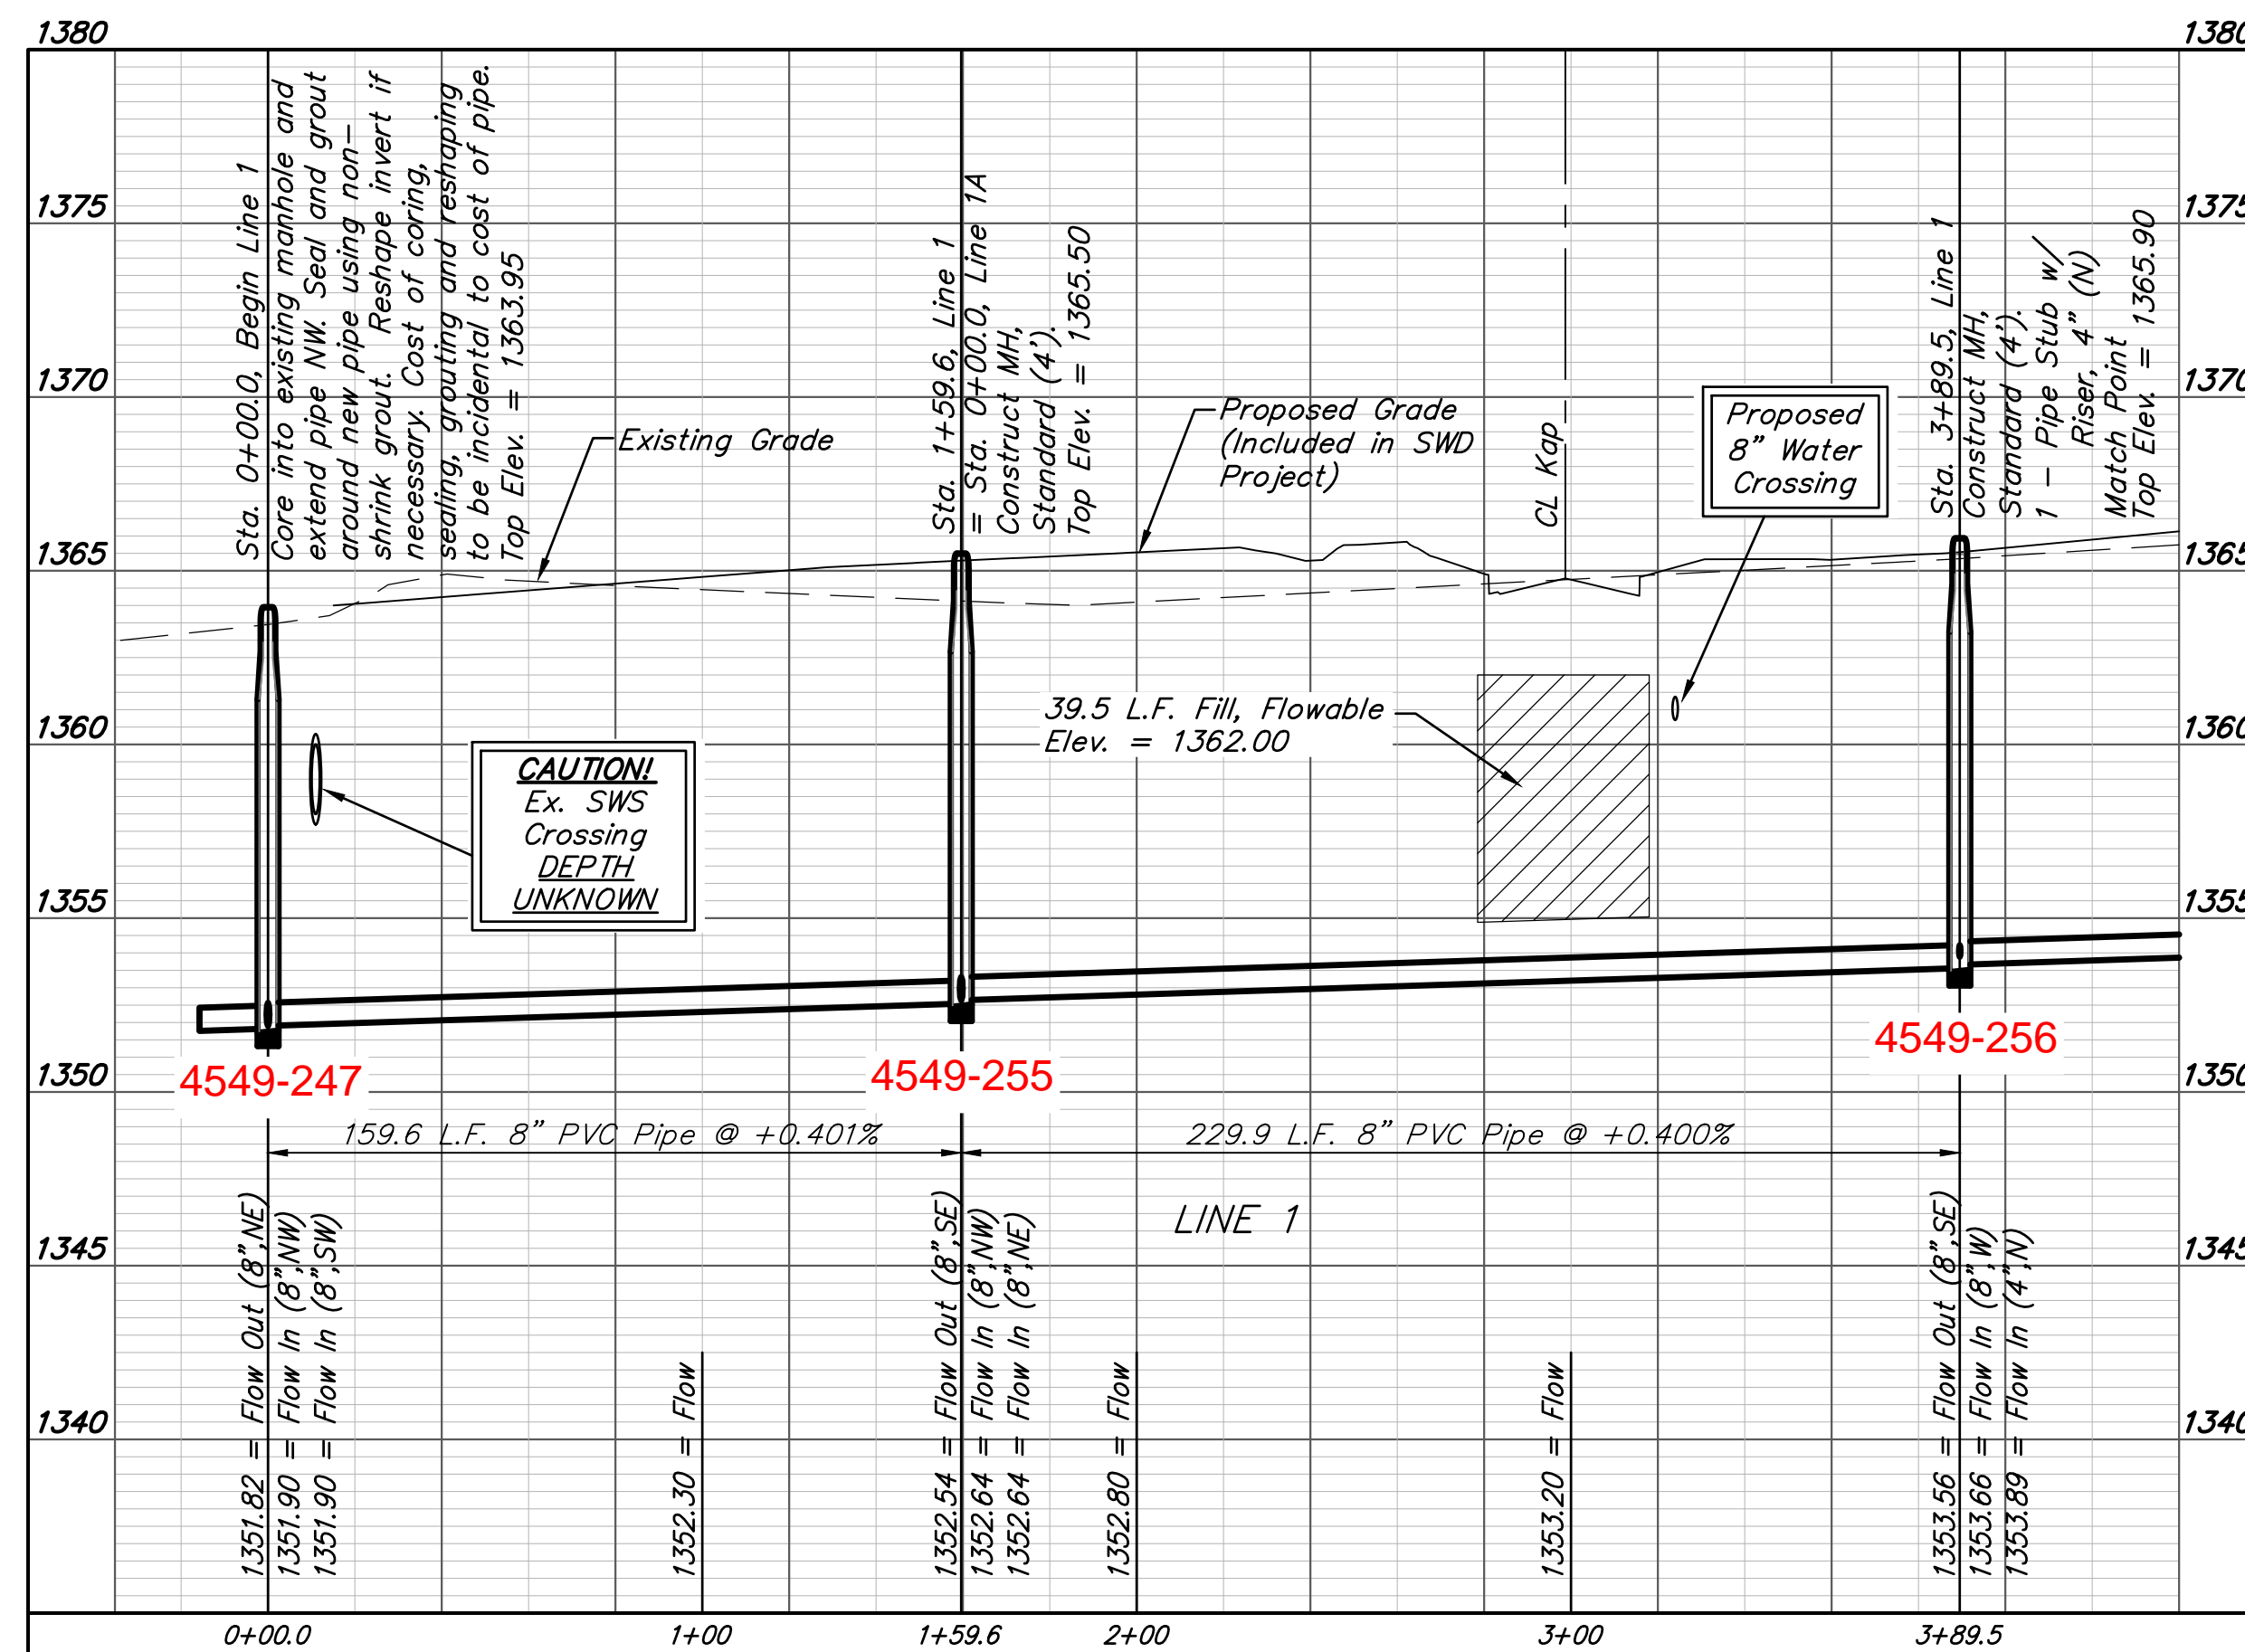 1380
1380
Sta. 0+00.0, Begin Line 1
Core into existing manhole and
extend pipe NW. Seal and grout
around new pipe using non-
shrink grout. Reshape invert if
necessary. Cost of coring,
sealing, grouting and reshaping
to be incidental to cost of pipe.
Top Elev. = 1363.95
Sta. 1+59.6, Line 1
= Sta. 0+00.0, Line 1A
Construct MH,
Standard (4').
Top Elev. = 1365.50
CL Kap
Sta. 3+89.5, Line 1
Construct MH,
Standard (4').
1 - Pipe Stub w/
Riser, 4" (N)
Match Point
Top Elev. = 1365.90
1375
1375
1370
1370
Existing Grade
Proposed Grade
(Included in SWD
Project)
Proposed
8" Water
Crossing
1365
1365
39.5 L.F. Fill, Flowable
Elev. = 1362.00
1360
1360
CAUTION!
Ex. SWS
Crossing
DEPTH
UNKNOWN
1355
1355
4549-247
4549-255
4549-256
1350
1350
159.6 L.F. 8" PVC Pipe @ +0.401%
229.9 L.F. 8" PVC Pipe @ +0.400%
LINE 1
1345
1345
1340
1340
1351.82 = Flow Out (8",NE)
1351.90 = Flow In (8",NW)
1351.90 = Flow In (8",SW)
1352.30 = Flow
1352.54 = Flow Out (8",SE)
1352.64 = Flow In (8",NW)
1352.64 = Flow In (8",NE)
1352.80 = Flow
1353.20 = Flow
1353.56 = Flow Out (8",SE)
1353.66 = Flow In (8",W)
1353.89 = Flow In (4",N)
0+00.0
1+00
1+59.6
2+00
3+00
3+89.5